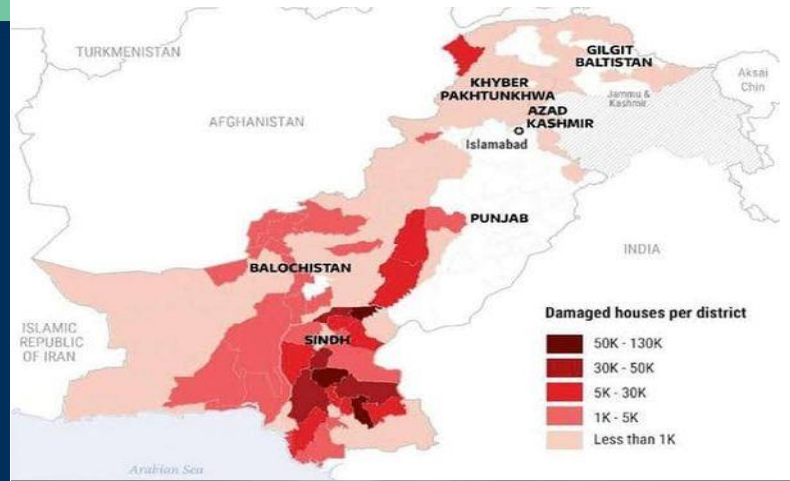 TURKMENISTAN
GILGIT
BALTISTAN
Aksai
Chin
KHYBER
PAKHTUNKHWA
Jammu &
Kashmir
AZAD
KASHMIR
AFGHANISTAN
Islamabad
PUNJAB
INDIA
BALOCHISTAN
ISLAMIC
REPUBLIC
OF IRAN
SINDH
Damaged houses per district
50K - 130K
30K - 50K
5K - 30K
1K - 5K
Less than 1K
Arabian Sea